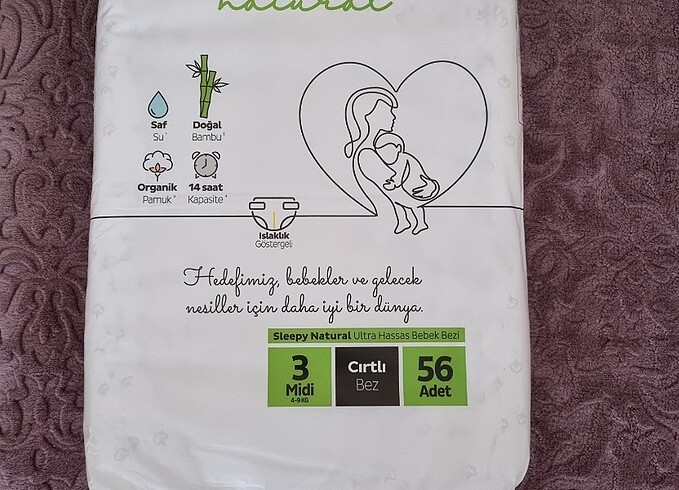 natural
Saf
Su
Doğal
Bambu
Organik
Pamuk
14 saat
Kapasite
Islaklık
Göstergeli
Hedefimiz, bebekler ve gelecek
nesiller için daha iyi bir dünya.
Sleepy Natural Ultra Hassas Bebek Bezi
3
Midi
4-9 KG
Cırtlı
Bez
56
Adet